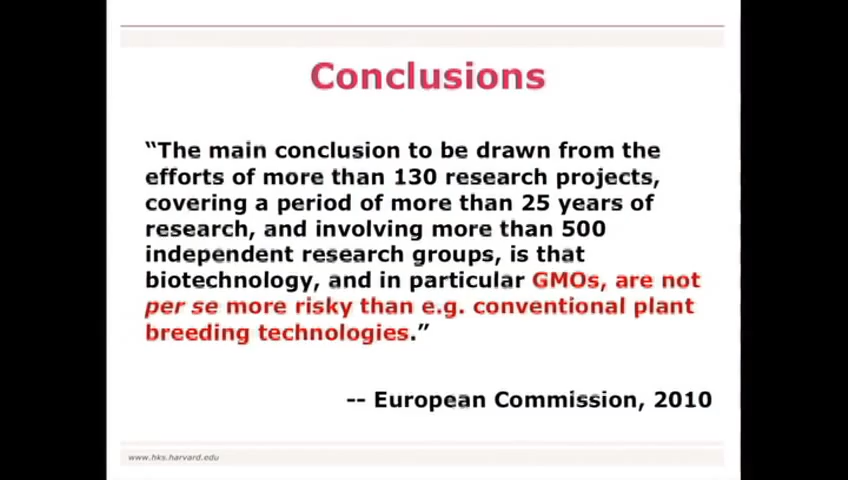 Conclusions
“The main conclusion to be drawn from the
efforts of more than 130 research projects,
covering a period of more than 25 years of
research, and involving more than 500
independent research groups, is that
biotechnology, and in particular GMOs, are not
per se more risky than e.g. conventional plant
breeding technologies.”
-- European Commission, 2010
www.hks.harvard.edu